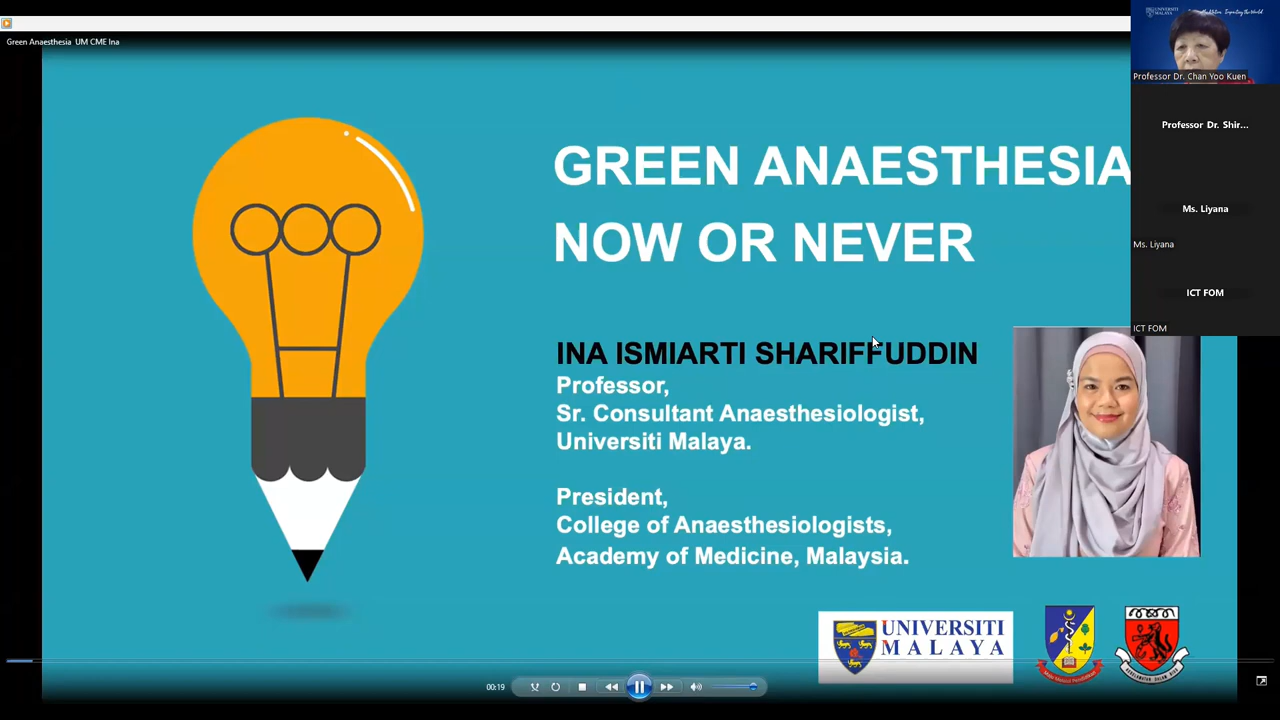 Green Anaesthesia UM CME Ina
GREEN ANAESTHESIA
NOW OR NEVER
INA ISMIARTI SHARIFFUDDIN
Professor,
Sr. Consultant Anaesthesiologist,
Universiti Malaya.
President,
College of Anaesthesiologists,
Academy of Medicine, Malaysia.
UNIVERSITI
MALAYA
00:19
UNIVERSITI
MALAYA
Professor Dr. Chan Yoo Kuen
Professor Dr. Shir...
Ms. Liyana
Ms. Liyana
ICT FOM
ICT FOM